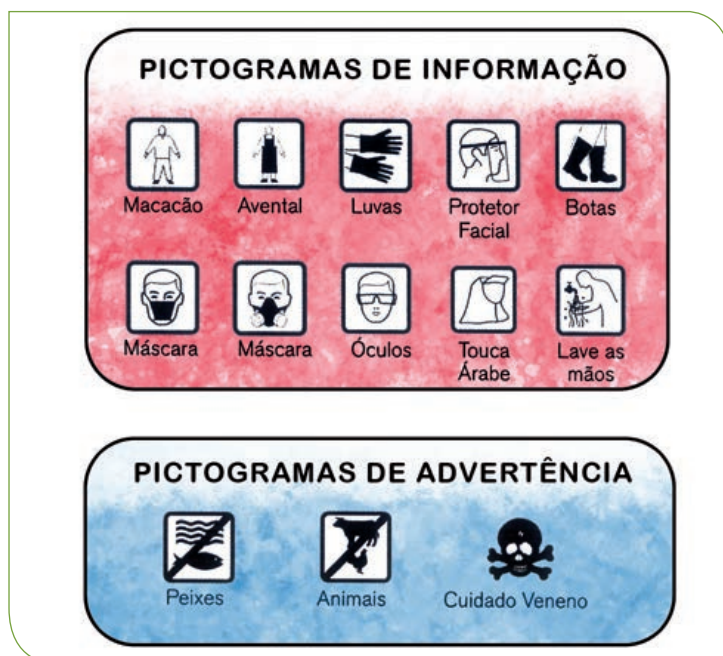 PICTOGRAMAS DE INFORMAÇÃO
Macacão Avental Luvas Protetor Facial Botas
Máscara Máscara Óculos Touca Árabe Lave as mãos
PICTOGRAMAS DE ADVERTÊNCIA
Peixes Animais Cuidado Veneno